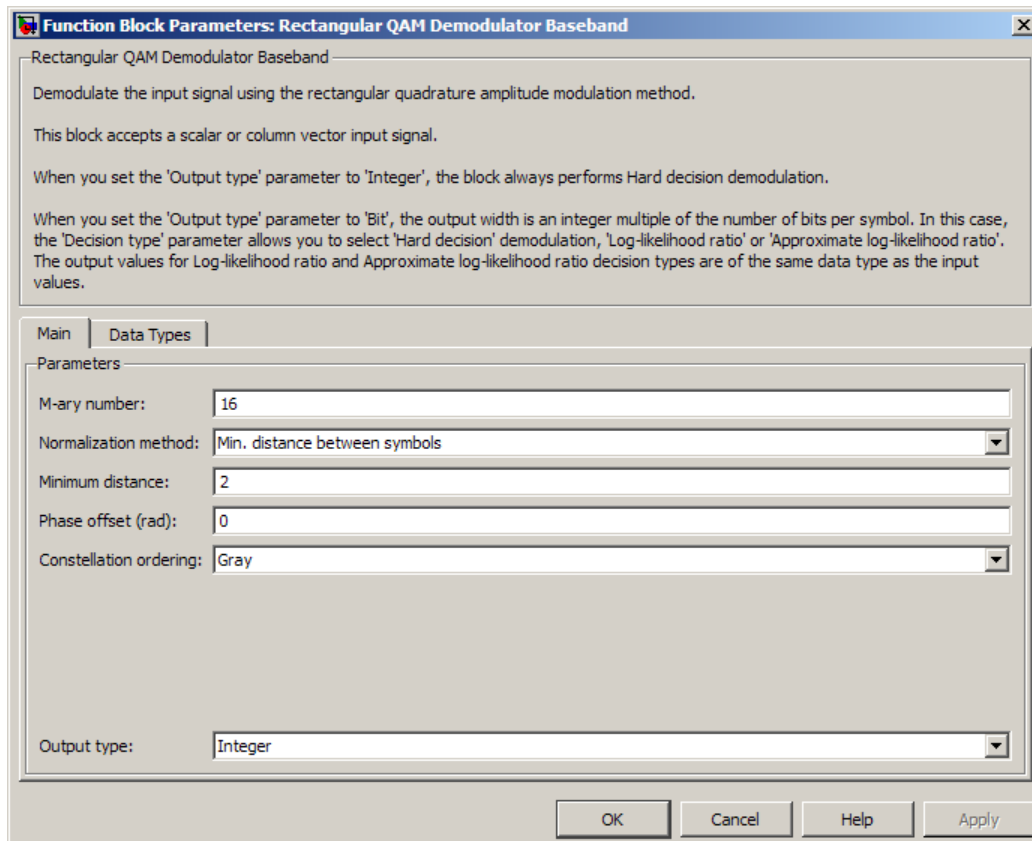 Function Block Parameters: Rectangular QAM Demodulator Baseband
Rectangular QAM Demodulator Baseband
Demodulate the input signal using the rectangular quadrature amplitude modulation method.
This block accepts a scalar or column vector input signal.
When you set the 'Output type' parameter to 'Integer', the block always performs Hard decision demodulation.
When you set the 'Output type' parameter to 'Bit', the output width is an integer multiple of the number of bits per symbol. In this case,
the 'Decision type' parameter allows you to select 'Hard decision' demodulation, 'Log-likelihood ratio' or 'Approximate log-likelihood ratio'.
The output values for Log-likelihood ratio and Approximate log-likelihood ratio decision types are of the same data type as the input
values.
Main Data Types
Parameters
M-ary number: 16
Normalization method: Min. distance between symbols
Minimum distance: 2
Phase offset (rad): 0
Constellation ordering: Gray
Output type: Integer
OK Cancel Help Apply